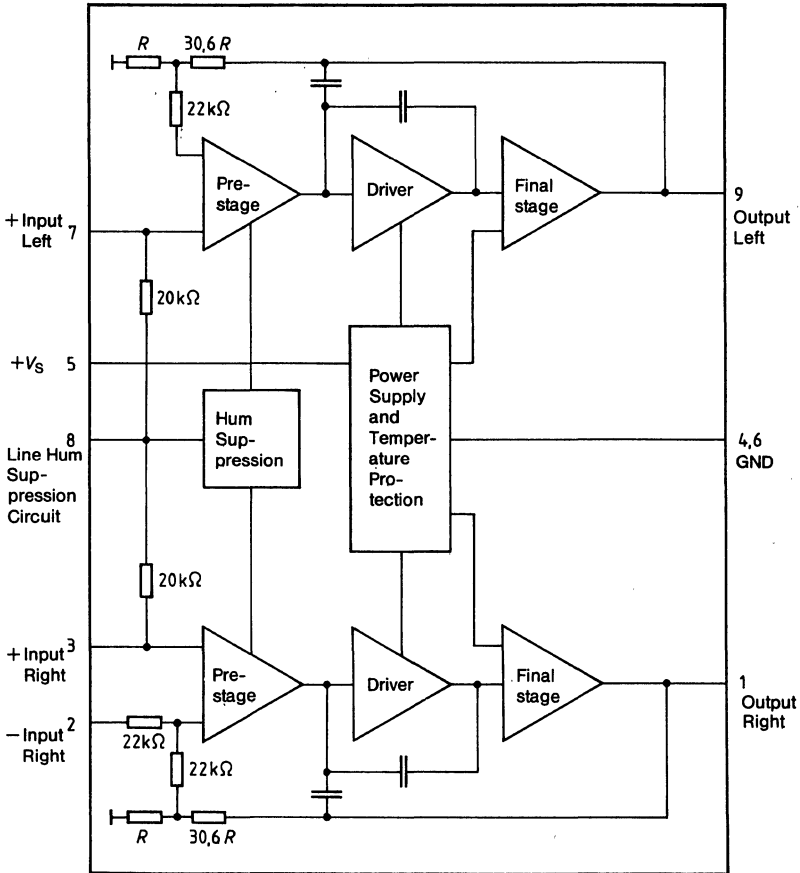 R
30,6 R
22kΩ
Pre-
stage
Driver
Final
stage
9
Output
Left
+Input
Left
7
20kΩ
+VS
5
Power
Supply
and
Temper-
ature
Pro-
tection
Hum
Sup-
pression
8
Line Hum
Sup-
pression
Circuit
4,6
GND
20kΩ
+Input
Right
3
Pre-
stage
Driver
Final
stage
1
Output
Right
−Input
Right
2
22kΩ
22kΩ
R
30,6 R